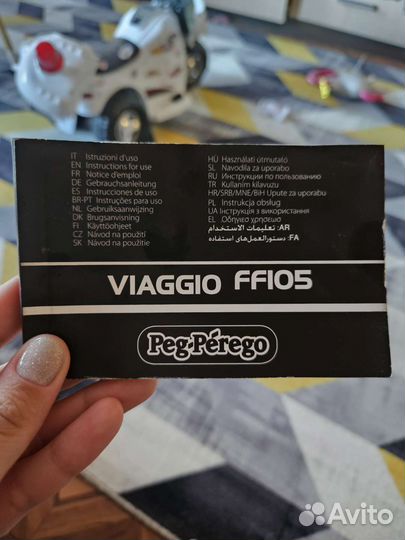 IT Istruzioni d'uso
EN Instructions for use
FR Notice d'emploi
DE Gebrauchsanleitung
ES Instrucciones de uso
BR-PT Instruções para uso
NL Gebruiksaanwijzing
DK Brugsanvisning
FI Käyttöohjeet
CZ Návod na použití
SK Návod na použitie
HU Használati útmutató
SL Navodila za uporabo
RU Инструкции по пользованию
TR Kullanim kilavuzu
HR/SRB/MNE/BiH Upute za uporabu
PL Instrukcja obsług
UA Інструкція з використання
EL Οδηγίες χρήσεως
AR: تعليمات الاستخدام
FA: دستورالعمل‌های استفاده
VIAGGIO FF105
Peg-Pérego
Avito